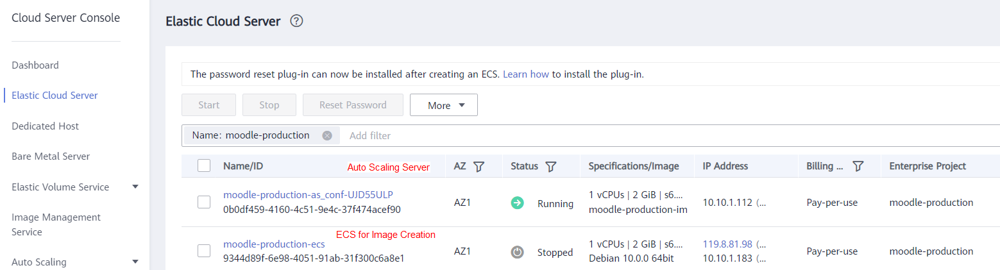 Cloud Server Console
Dashboard
Elastic Cloud Server
Dedicated Host
Bare Metal Server
Elastic Volume Service
Image Management
Service
Auto Scaling
Elastic Cloud Server ?
The password reset plug-in can now be installed after creating an ECS. Learn how to install the plug-in.
Start Stop Reset Password More
Name: moodle-production Add filter
Name/ID Auto Scaling Server AZ Status Specifications/Image IP Address Billing ... Enterprise Project
moodle-production-as_conf-UJD55ULP
0b0df459-4160-4c51-9e4c-37f474acef90
AZ1
Running
1 vCPUs | 2 GiB | s6....
moodle-production-im
10.10.1.112 (...
Pay-per-use
moodle-production
ECS for Image Creation
moodle-production-ecs
9344d89f-6e98-4051-91ab-31f300c6a8e1
AZ1
Stopped
1 vCPUs | 2 GiB | s6....
Debian 10.0.0 64bit
119.8.81.98 (...
10.10.1.183 (...
Pay-per-use
moodle-production